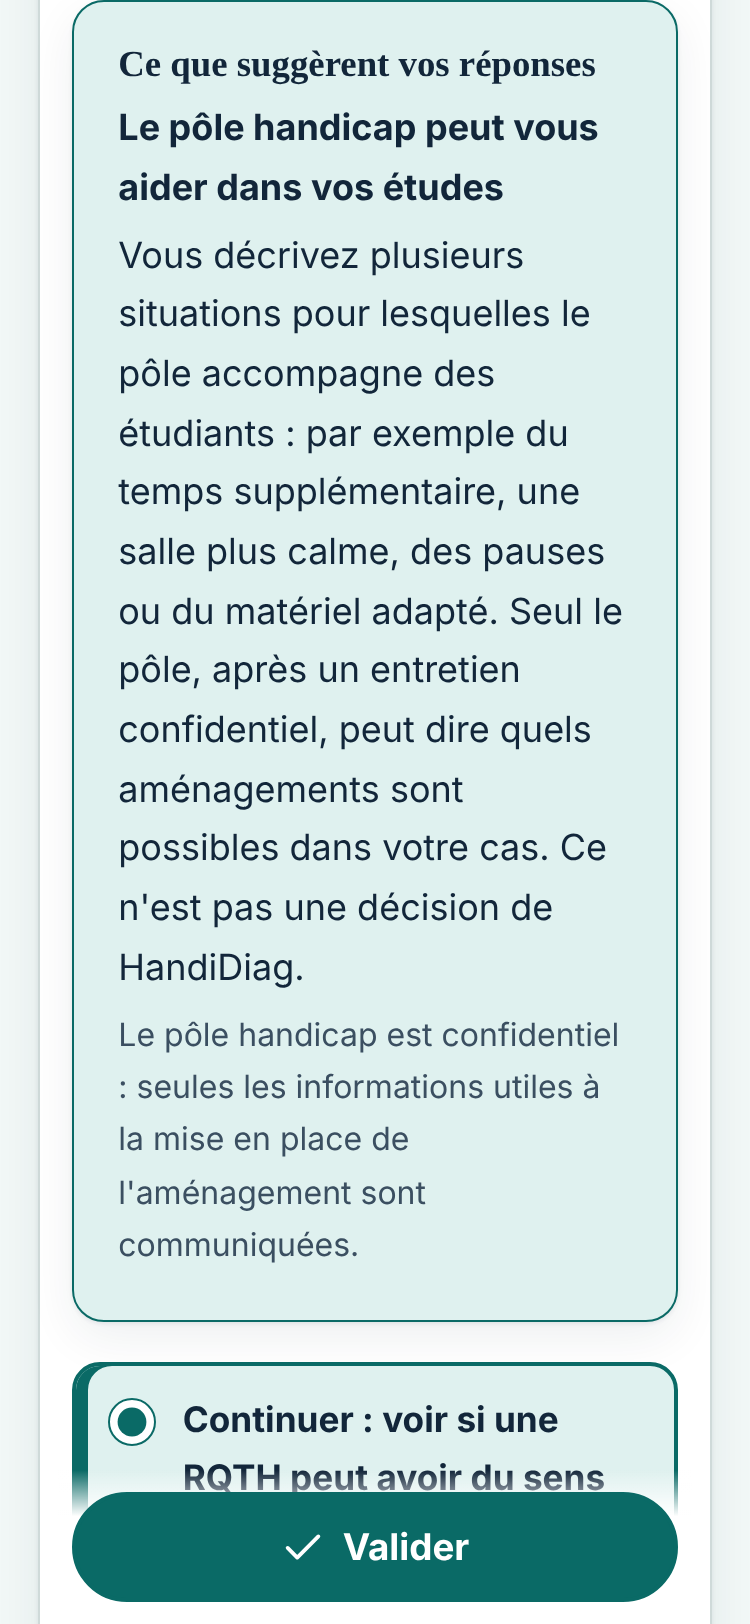 Ce que suggèrent vos réponses
Le pôle handicap peut vous
aider dans vos études
Vous décrivez plusieurs
situations pour lesquelles le
pôle accompagne des
étudiants : par exemple du
temps supplémentaire, une
salle plus calme, des pauses
ou du matériel adapté. Seul le
pôle, après un entretien
confidentiel, peut dire quels
aménagements sont
possibles dans votre cas. Ce
n'est pas une décision de
HandiDiag.
Le pôle handicap est confidentiel
: seules les informations utiles à
la mise en place de
l'aménagement sont
communiquées.
Continuer : voir si une
RQTH peut avoir du sens
Valider